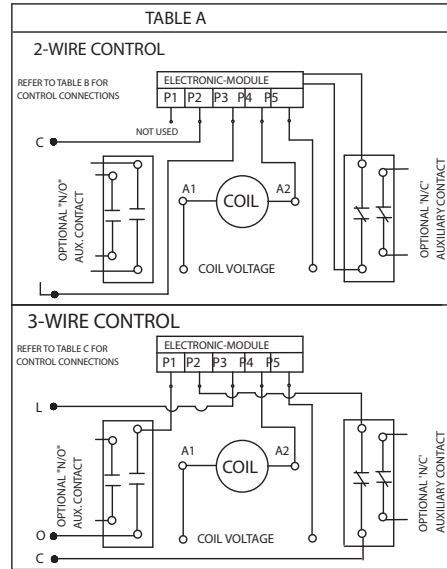 TABLE A
2-WIRE CONTROL
REFER TO TABLE B FOR
CONTROL CONNECTIONS
ELECTRONIC-MODULE
P1 P2 P3 P4 P5
NOT USED
C
OPTIONAL "N/O"
AUX. CONTACT
A1
COIL
A2
COIL VOLTAGE
OPTIONAL 'N/C'
AUXILIARY CONTACT
L
3-WIRE CONTROL
REFER TO TABLE C FOR
CONTROL CONNECTIONS
ELECTRONIC-MODULE
P1 P2 P3 P4 P5
L
OPTIONAL "N/O"
AUX. CONTACT
A1
COIL
A2
COIL VOLTAGE
OPTIONAL 'N/C'
AUXILIARY CONTACT
O
C